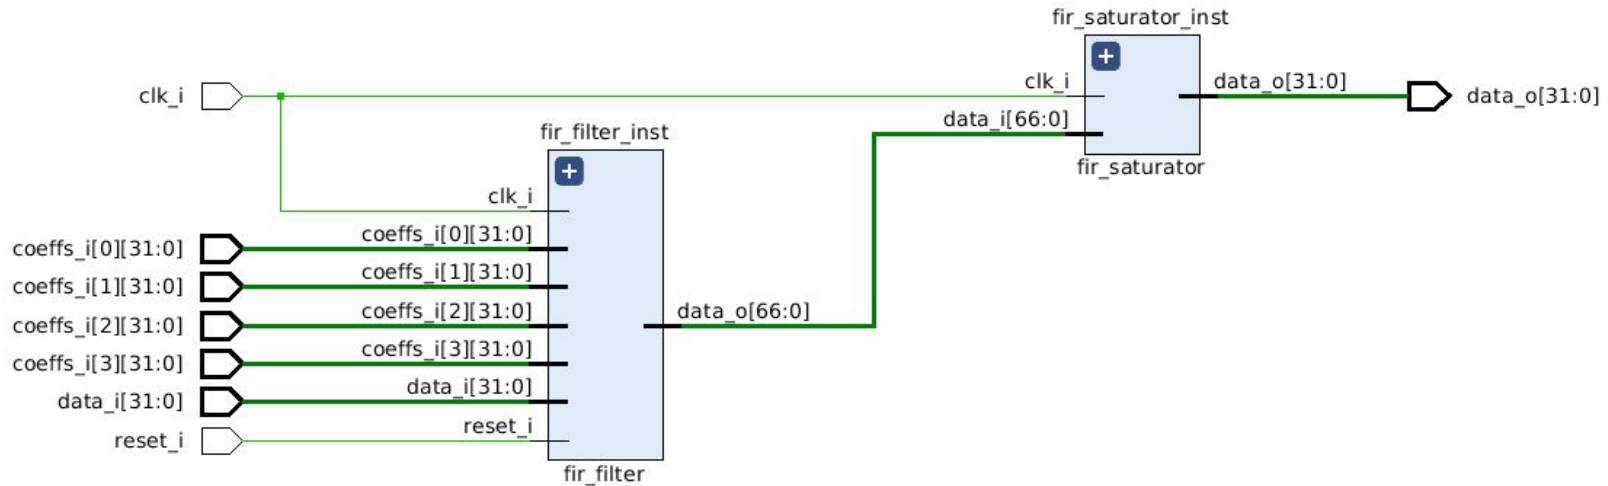 fir_saturator_inst
clk_i
clk_i
data_o[31:0]
data_o[31:0]
data_i[66:0]
fir_saturator
fir_filter_inst
clk_i
coeffs_i[0][31:0]
coeffs_i[0][31:0]
coeffs_i[1][31:0]
coeffs_i[1][31:0]
coeffs_i[2][31:0]
coeffs_i[2][31:0]
data_o[66:0]
coeffs_i[3][31:0]
coeffs_i[3][31:0]
data_i[31:0]
data_i[31:0]
reset_i
reset_i
fir_filter